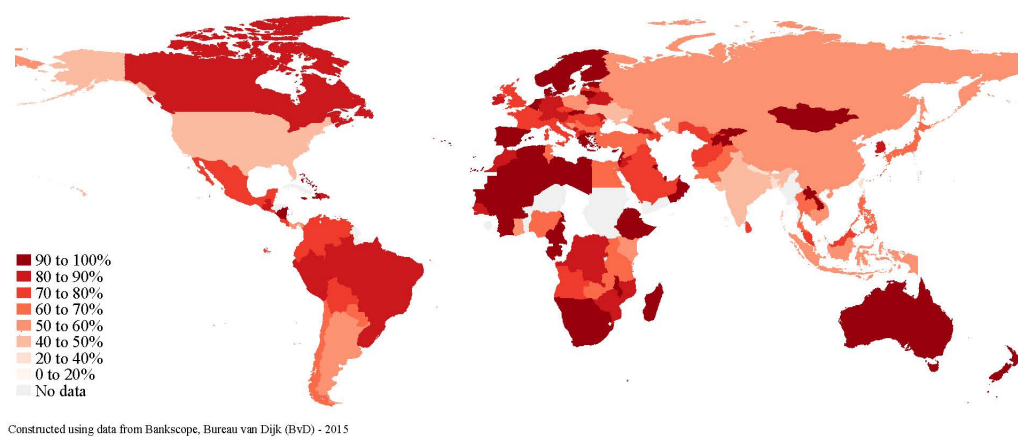 90 to 100%
80 to 90%
70 to 80%
60 to 70%
50 to 60%
40 to 50%
20 to 40%
0 to 20%
No data
Constructed using data from Bankscope, Bureau van Dijk (BvD) - 2015